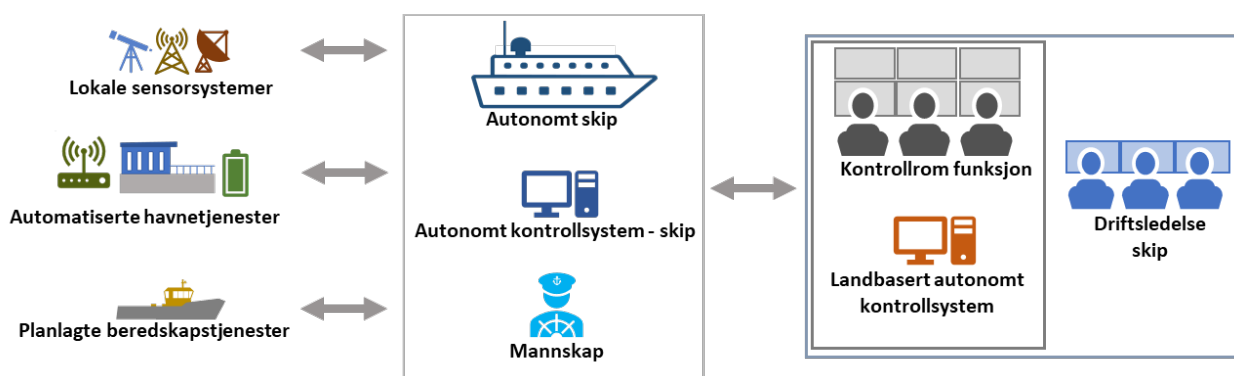 Lokale sensorsystemer
Automatiserte havnetjenester
Planlagte beredskapstjenester
Autonomt skip
Autonomt kontrollsystem - skip
Mannskap
Kontrollrom funksjon
Landbasert autonomt
kontrollsystem
Driftsledelse
skip